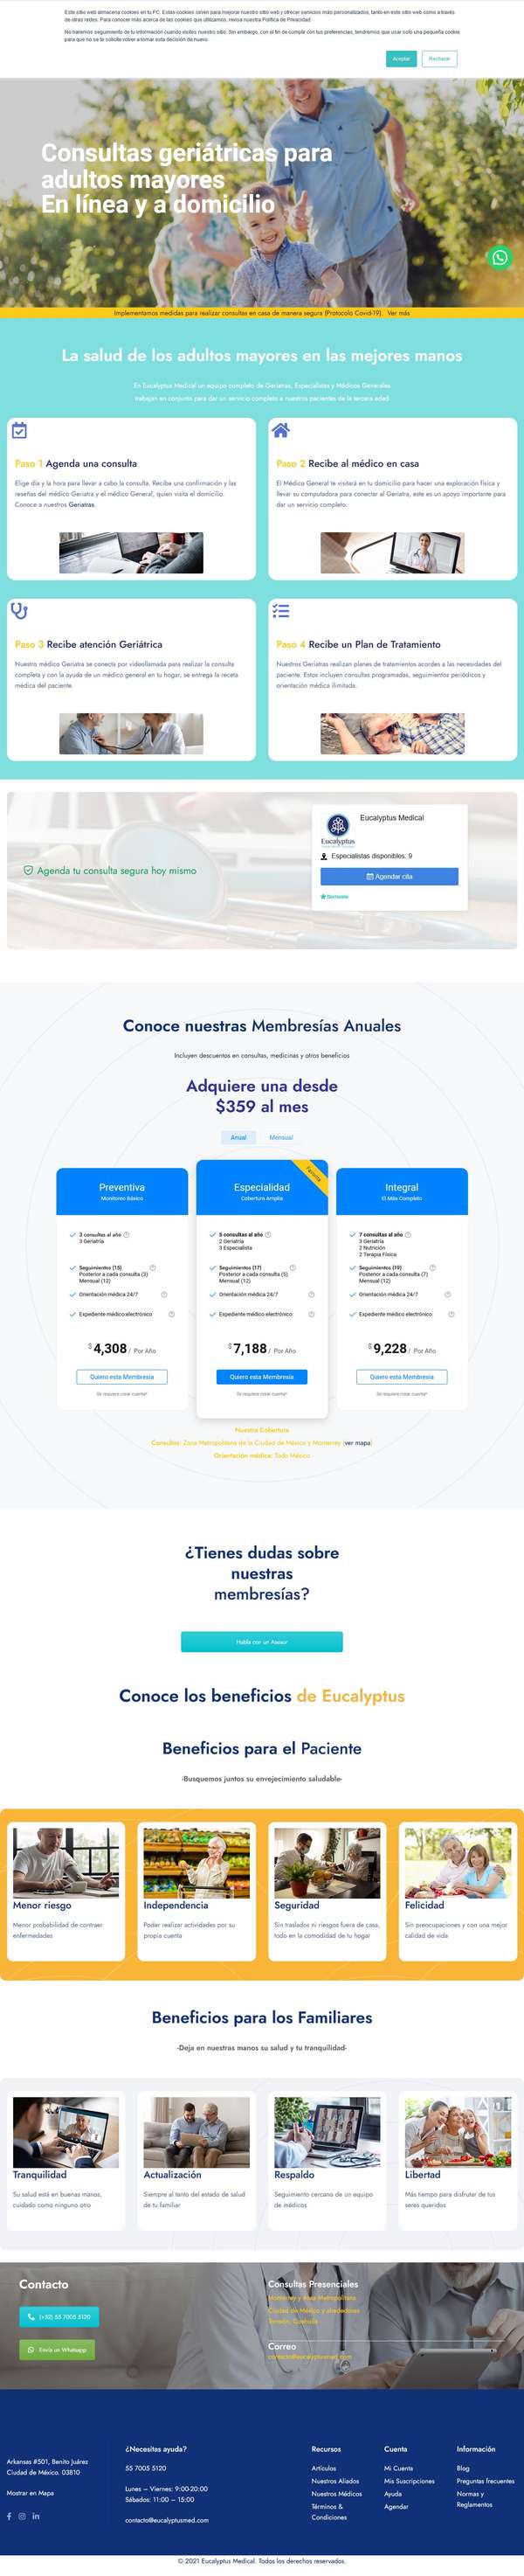 Este sitio web almacena cookies en tu PC. Estas cookies sirven para mejorar nuestro sitio web y ofrecer servicios más personalizados, tanto en este sitio web como a través
de otras redes. Para conocer más acerca de las cookies que utilizamos, revisa nuestra Política de Privacidad
No haremos seguimiento de tu información cuando visites nuestro sitio. Sin embargo, con el fin de cumplir con tus preferencias, tendremos que usar solo una pequeña cookie
para que no se te solicite volver a tomar esta decisión de nuevo.
Aceptar Rechazar
Consultas geriátricas para
adultos mayores
En línea y a domicilio
Implementamos medidas para realizar consultas en casa de manera segura (Protocolo Covid-19). Ver más
La salud de los adultos mayores en las mejores manos
En Eucalyptus Medical un equipo completo de Geriatras, Especialistas y Médicos Generales
trabajan en conjunto para dar un servicio completo a nuestros pacientes de la tercera edad
Paso 1 Agenda una consulta
Elige día y la hora para llevar a cabo la consulta. Recibe una confirmación y las
reseñas del médico Geriatra y el médico General, quien visita el domicilio.
Conoce a nuestros Geriatras.
Paso 2 Recibe al médico en casa
El Médico General te visitará en tu domicilio para hacer una exploración física y
llevar su computadora para conectar al Geriatra, este es un apoyo importante para
dar un servicio completo.
Paso 3 Recibe atención Geriátrica
Nuestro médico Geriatra se conecta por videollamada para realizar la consulta
completa y con la ayuda de un médico general en tu hogar, se entrega la receta
médica del paciente.
Paso 4 Recibe un Plan de Tratamiento
Nuestros Geriatras realizan planes de tratamientos acordes a las necesidades del
paciente. Estos incluyen consultas programadas, seguimientos periódicos y
orientación médica ilimitada.
Agenda tu consulta segura hoy mismo
Eucalyptus
Eucalyptus Medical
Especialistas disponibles: 9
Agendar cita
Doctoralia
Conoce nuestras Membresías Anuales
Incluyen descuentos en consultas, medicinas y otros beneficios
Adquiere una desde
$359 al mes
Anual Mensual
Preventiva
Monitoreo Básico
3 consultas al año
3 Geriatría
Seguimientos (15)
Posterior a cada consulta (3)
Mensual (12)
Orientación médica 24/7
Expediente médico electrónico
$4,308/ Por Año
Quiero esta Membresía
Se requiere crear cuenta*
Favorita
Especialidad
Cobertura Amplia
5 consultas al año
2 Geriatría
3 Especialista
Seguimientos (17)
Posterior a cada consulta (5)
Mensual (12)
Orientación médica 24/7
Expediente médico electrónico
$7,188/ Por Año
Quiero esta Membresía
Se requiere crear cuenta*
Integral
El Más Completo
7 consultas al año
3 Geriatría
2 Nutrición
2 Terapia Física
Seguimientos (19)
Posterior a cada consulta (7)
Mensual (12)
Orientación médica 24/7
Expediente médico electrónico
$9,228/ Por Año
Quiero esta Membresía
Se requiere crear cuenta*
Nuestra Cobertura
Consultas: Zona Metropolitana de la Ciudad de México y Monterrey (ver mapa)
Orientación médica: Todo México
¿Tienes dudas sobre
nuestras
membresías?
Habla con un Asesor
Conoce los beneficios de Eucalyptus
Beneficios para el Paciente
-Busquemos juntos su envejecimiento saludable-
Menor riesgo
Menor probabilidad de contraer
enfermedades
Independencia
Poder realizar actividades por su
propia cuenta
Seguridad
Sin traslados ni riesgos fuera de casa,
todo en la comodidad de tu hogar
Felicidad
Sin preocupaciones y con una mejor
calidad de vida
Beneficios para los Familiares
-Deja en nuestras manos su salud y tu tranquilidad-
Tranquilidad
Su salud está en buenas manos,
cuidado como ninguno otro
Actualización
Siempre al tanto del estado de salud
de tu familiar
Respaldo
Seguimiento cercano de un equipo
de médicos
Libertad
Más tiempo para disfrutar de tus
seres queridos
Contacto
(+52) 55 7005 5120
Envía un Whatsapp
Consultas Presenciales
Monterrey y área Metropolitana
Ciudad de México y alrededores
Torreón, Coahuila
Correo
contacto@eucalyptusmed.com
Arkansas #501, Benito Juárez
Ciudad de México. 03810
Mostrar en Mapa
¿Necesitas ayuda?
55 7005 5120
Lunes – Viernes: 9:00-20:00
Sábados: 11:00 – 15:00
contacto@eucalyptusmed.com
Recursos
Artículos
Nuestros Aliados
Nuestros Médicos
Términos &
Condiciones
Cuenta
Mi Cuenta
Mis Suscripciones
Ayuda
Agendar
Información
Blog
Preguntas frecuentes
Normas y
Reglamentos
© 2021 Eucalyptus Medical. Todos los derechos reservados.